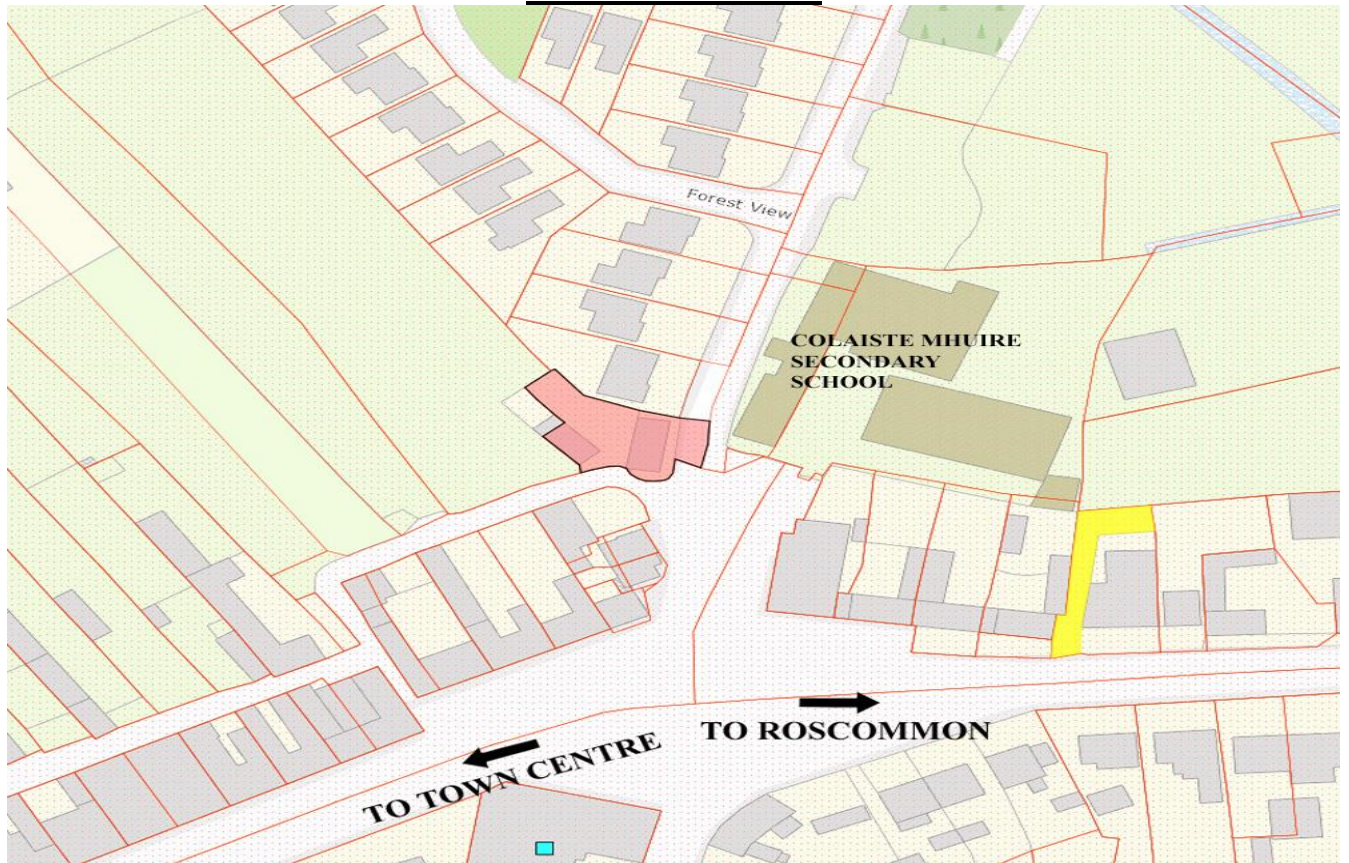 Forest View
COLAISTE MHUIRE
SECONDARY
SCHOOL
TO ROSCOMMON
TO TOWN CENTRE